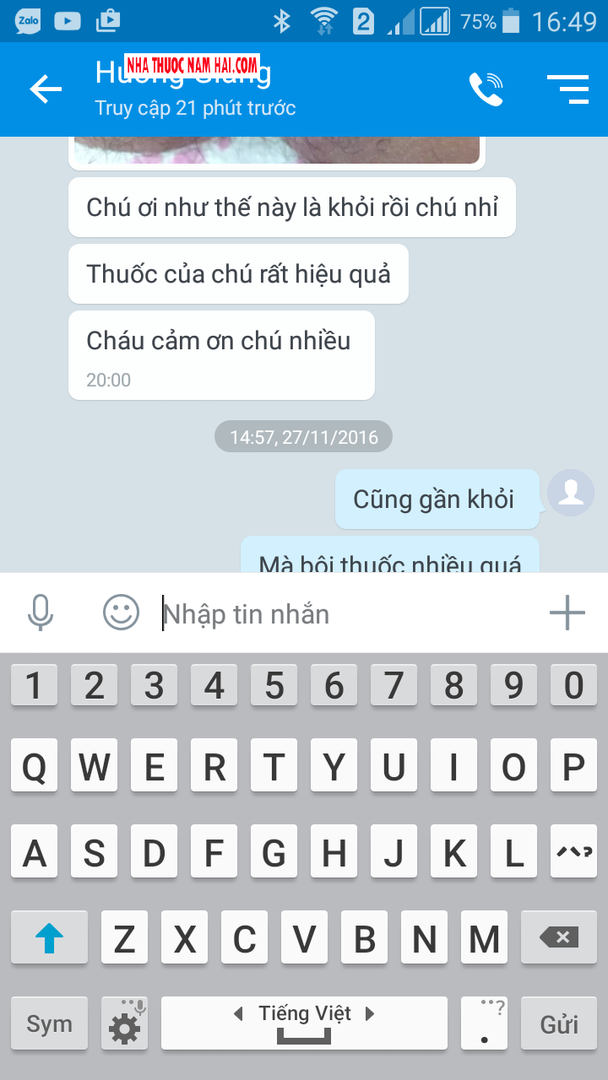 Zalo
2
75%
16:49
NHA THUOC NAM HAI.COM
Truy cập 21 phút trước
Chú ơi như thế này là khỏi rồi chú nhỉ
Thuốc của chú rất hiệu quả
Cháu cảm ơn chú nhiều
20:00
14:57, 27/11/2016
Cũng gần khỏi
Mà bôi thuốc nhiều quá
Nhập tin nhắn
1 2 3 4 5 6 7 8 9 0
Q W E R T Y U I O P
A S D F G H J K L
Z X C V B N M
Sym
Tiếng Việt
. ?
Gửi